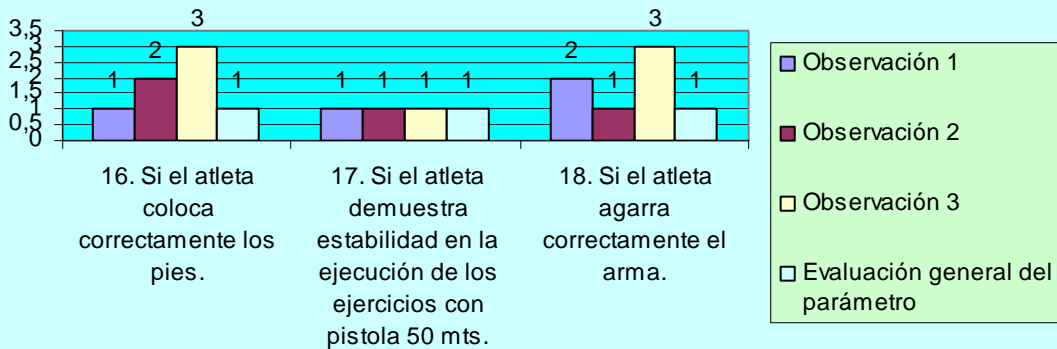 3,5
3
2,5
2
1,5
1
0,5
0
1
2
3
1
1
1
1
1
2
1
3
1
16. Si el atleta
coloca
correctamente los
pies.
17. Si el atleta
demuestra
estabilidad en la
ejecución de los
ejercicios con
pistola 50 mts.
18. Si el atleta
agarra
correctamente el
arma.
Observación 1
Observación 2
Observación 3
Evaluación general del
parámetro